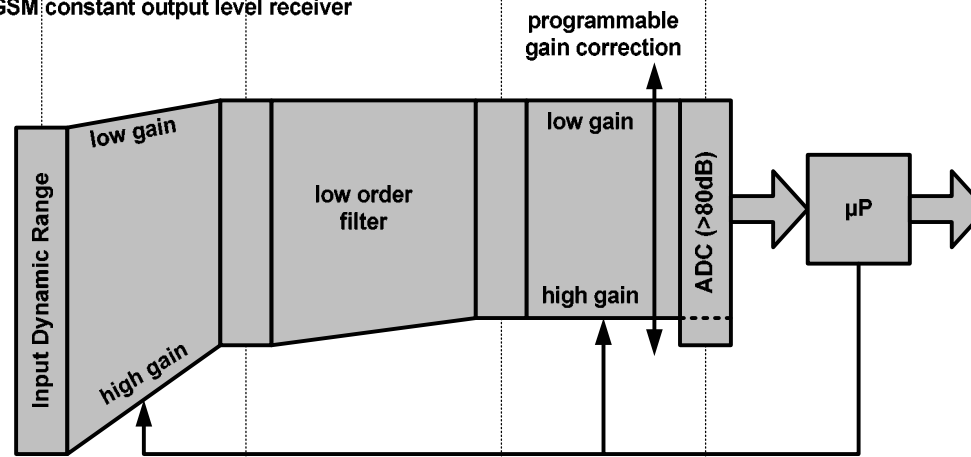 GSM constant output level receiver
programmable
gain correction
low gain
low gain
low order
filter
Input Dynamic Range
ADC (>80dB)
µP
high gain
high gain